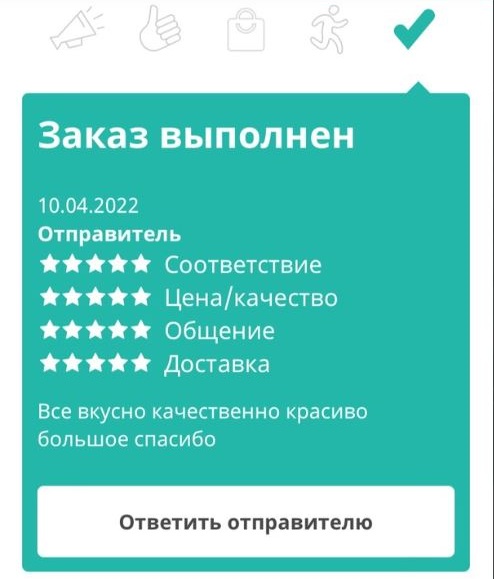 Заказ выполнен
10.04.2022
Отправитель
Соответствие
Цена/качество
Общение
Доставка
Все вкусно качественно красиво
большое спасибо
Ответить отправителю